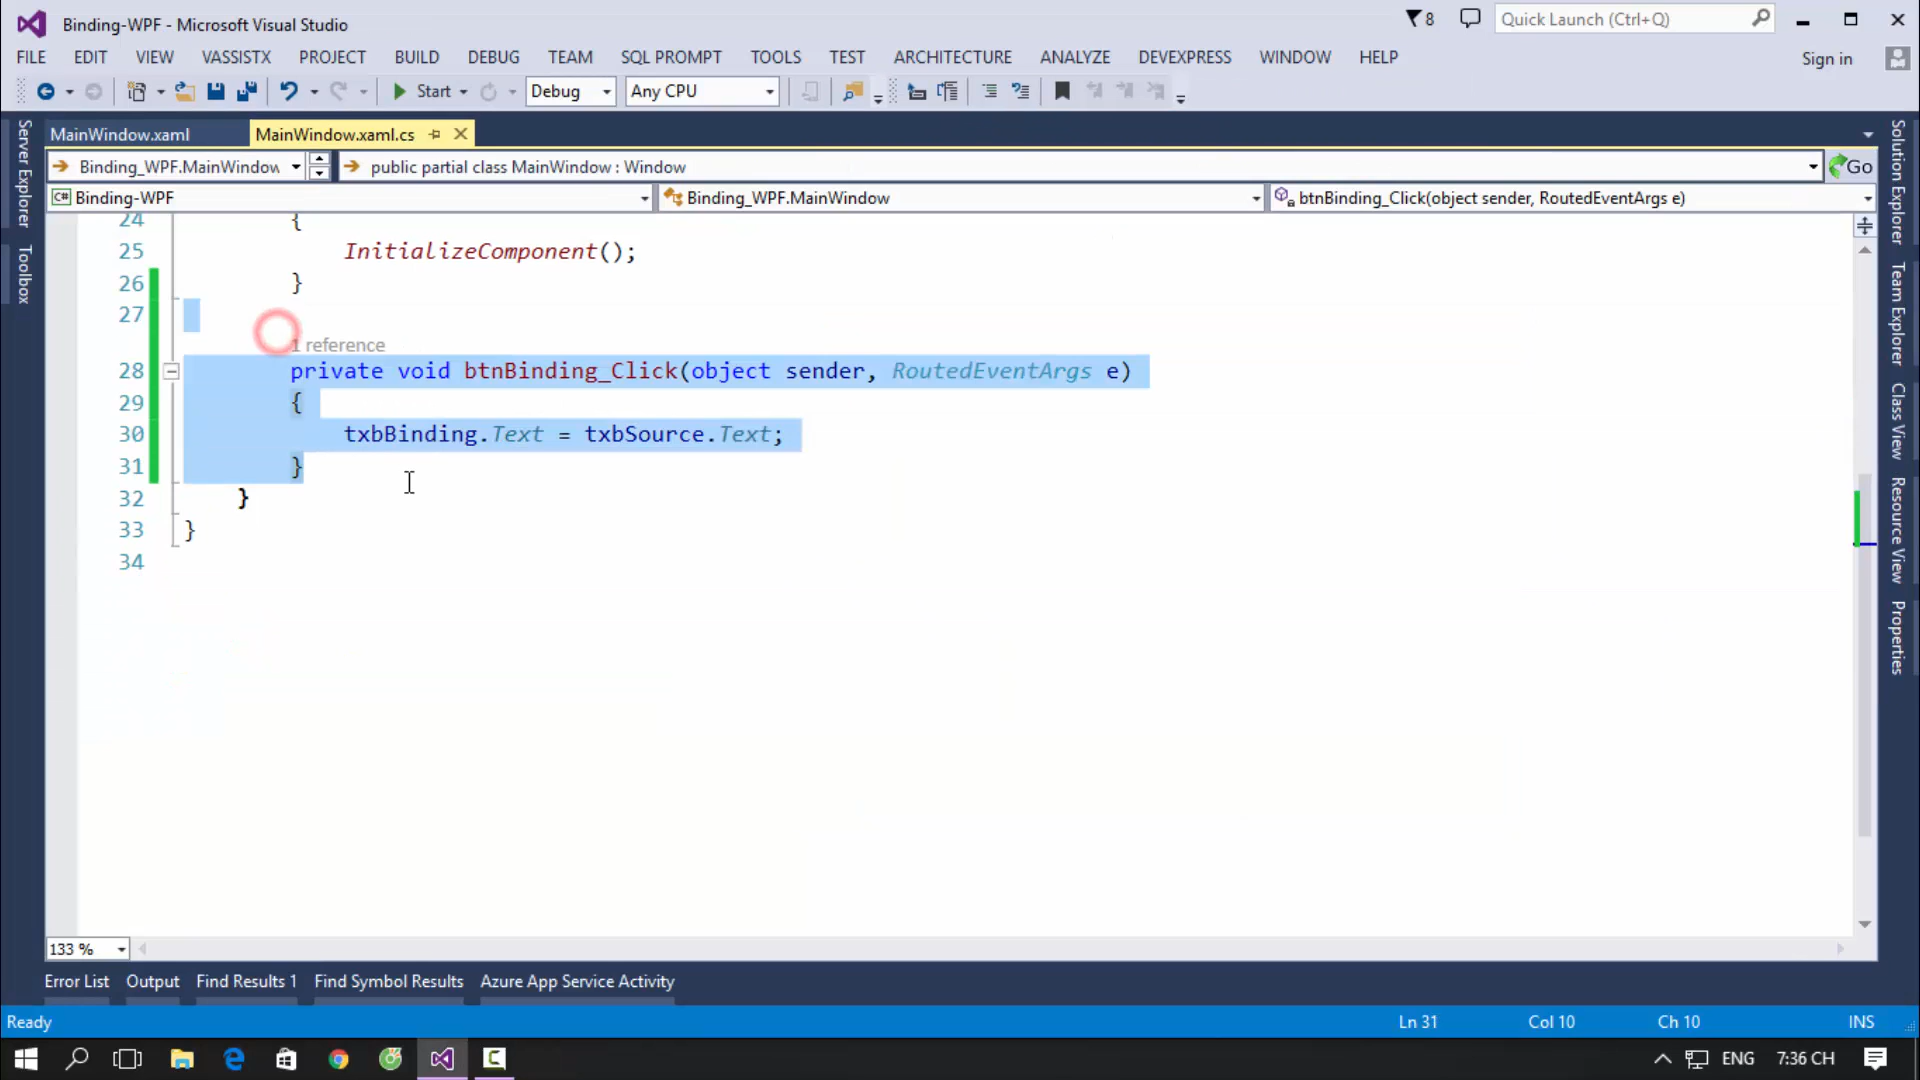 Binding-WPF - Microsoft Visual Studio
8
Quick Launch (Ctrl+Q)
FILE EDIT VIEW VASSISTX PROJECT BUILD DEBUG TEAM SQL PROMPT TOOLS TEST ARCHITECTURE ANALYZE DEVEXPRESS WINDOW HELP
Sign in
Start Debug Any CPU
MainWindow.xaml MainWindow.xaml.cs
Binding_WPF.MainWindow public partial class MainWindow : Window Go
Binding-WPF Binding_WPF.MainWindow btnBinding_Click(object sender, RoutedEventArgs e)
24 {
25 InitializeComponent();
26 }
27
1 reference
28 private void btnBinding_Click(object sender, RoutedEventArgs e)
29 {
30 txbBinding.Text = txbSource.Text;
31 }
32 }
33 }
34
Server Explorer
Toolbox
Solution Explorer
Team Explorer
Class View
Resource View
Properties
133 %
Error List Output Find Results 1 Find Symbol Results Azure App Service Activity
Ready Ln 31 Col 10 Ch 10 INS
ENG 7:36 CH